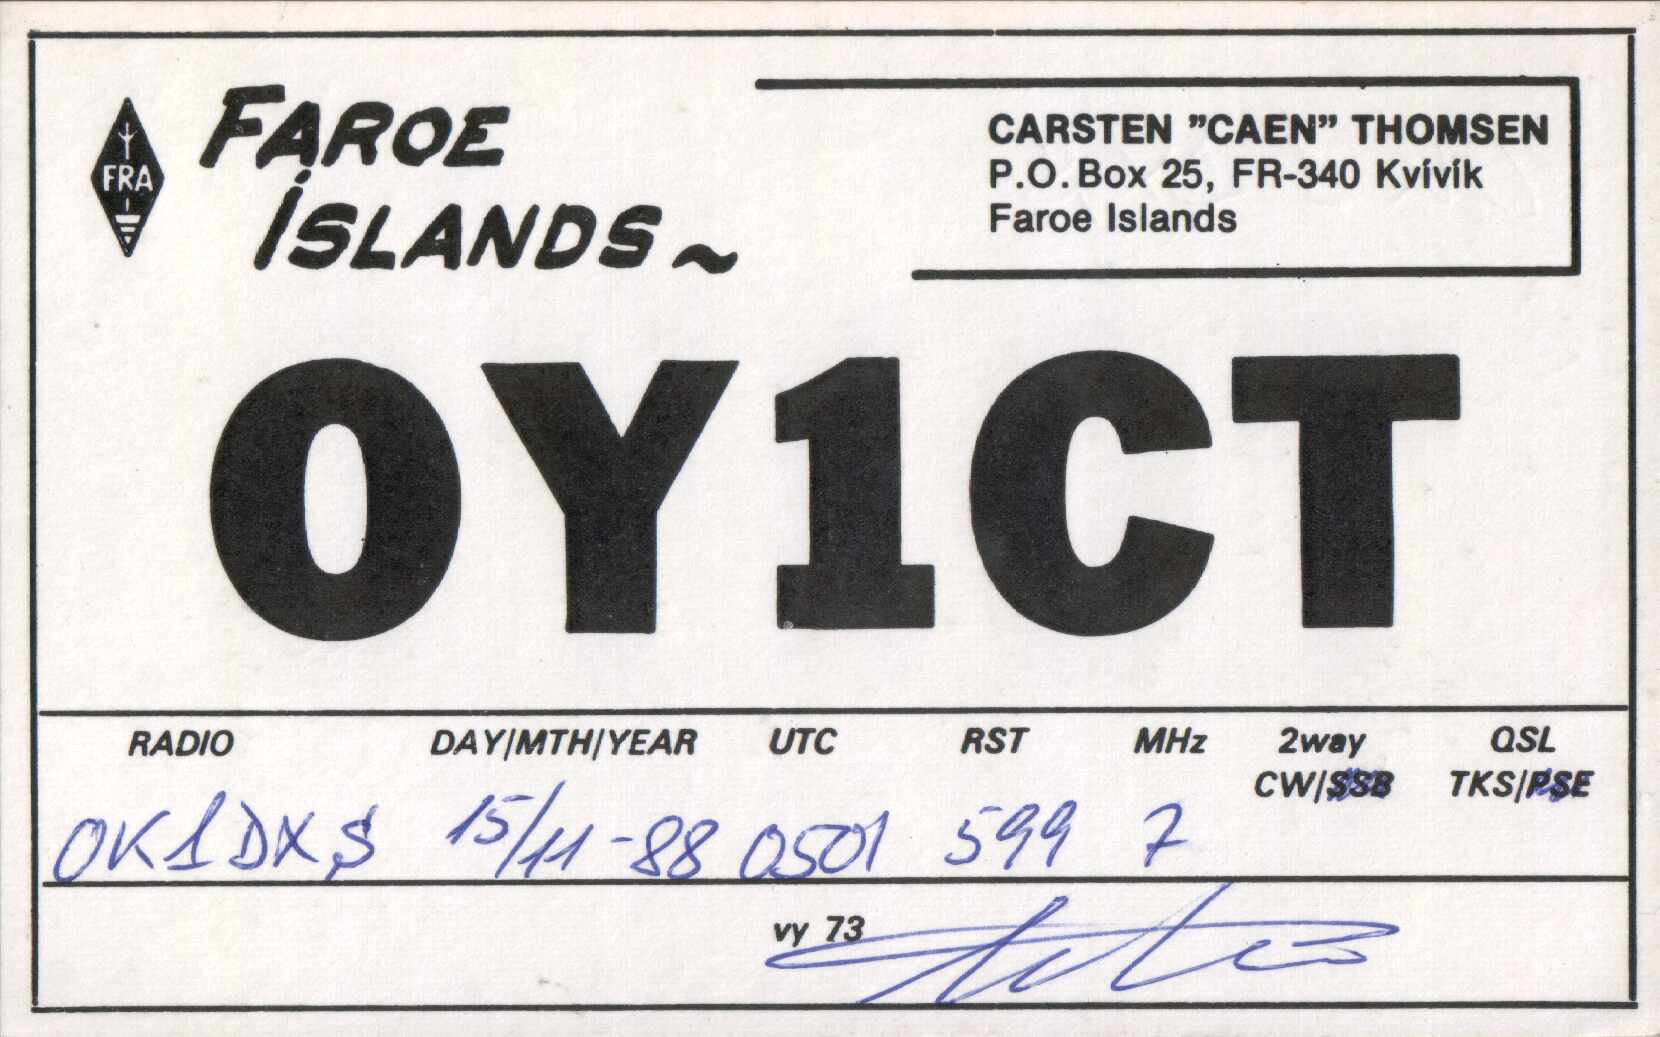 FRA
FAROE
ÍSLANDS~
CARSTEN "CAEN" THOMSEN
P.O. Box 25, FR-340 Kvívík
Faroe Islands
OY1CT
RADIO DAY/MTH/YEAR UTC RST MHz 2way QSL
CW/SSB TKS/PSE
OK1DXS 15/11-88 0501 599 7
vy 73